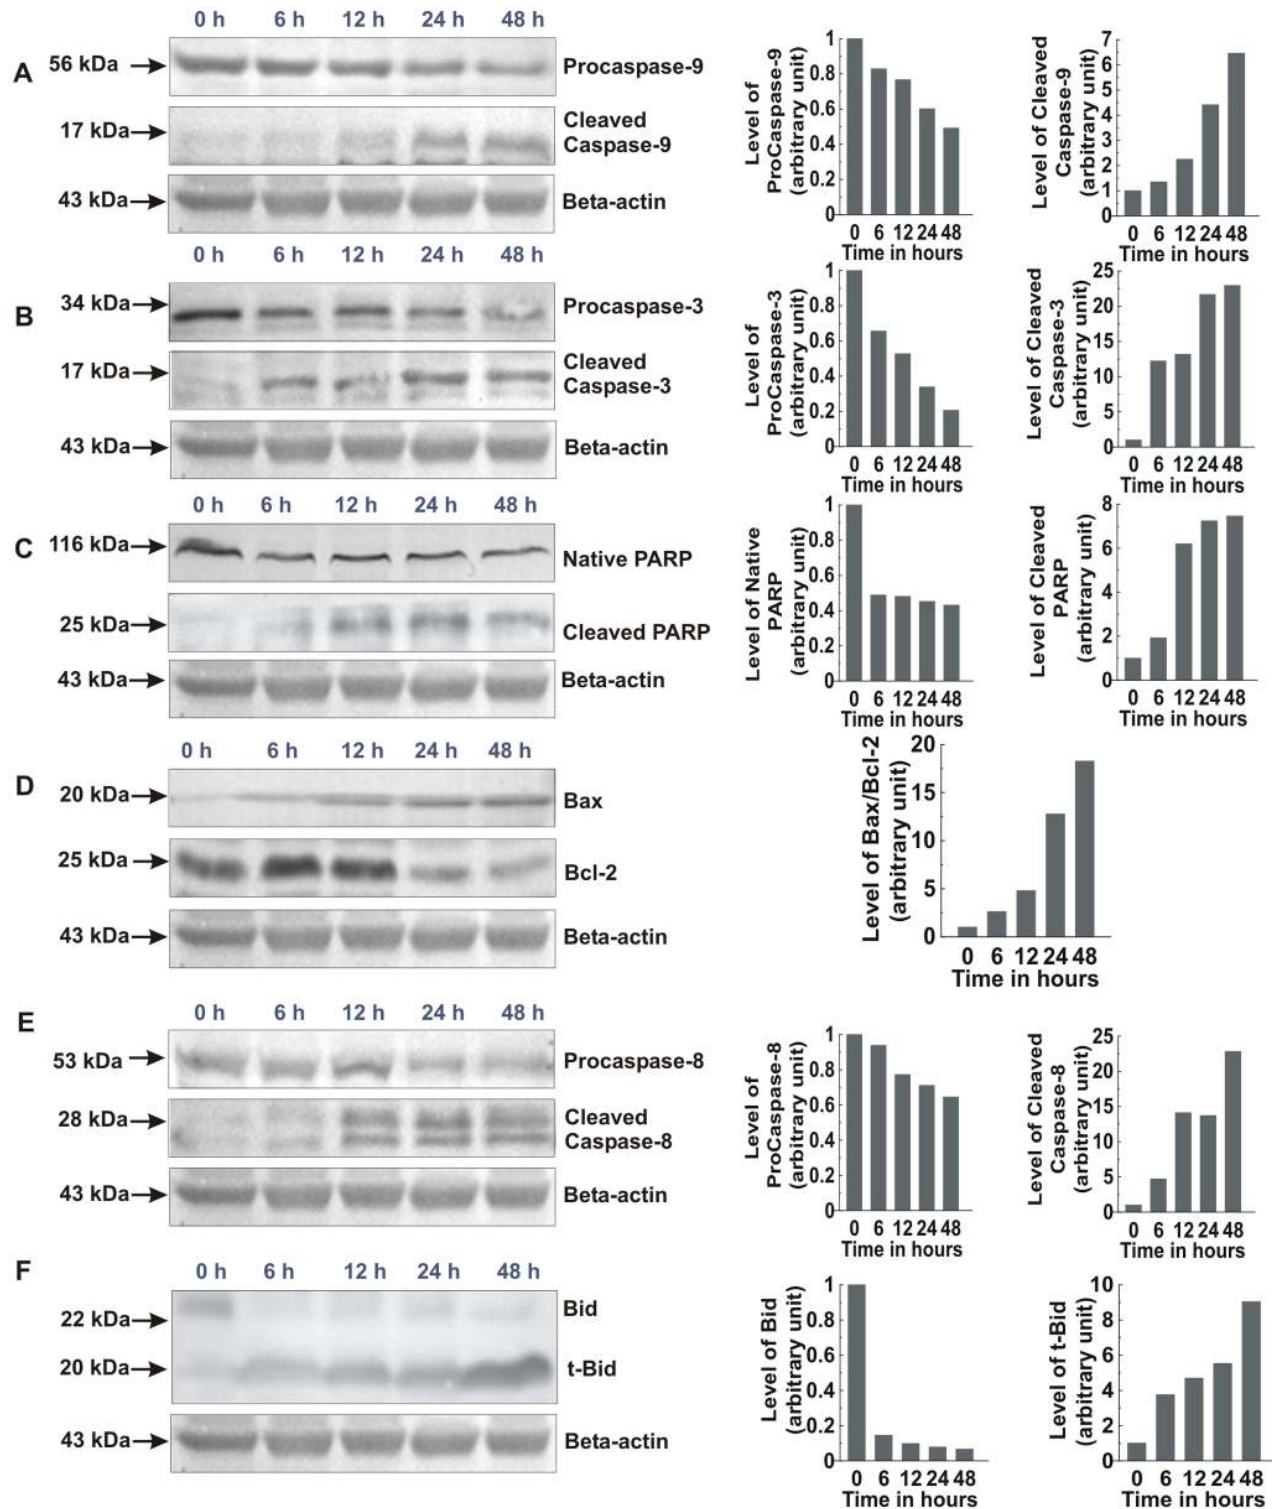 0 h 6 h 12 h 24 h 48 h
A
56 kDa
Procaspase-9
17 kDa
Cleaved
Caspase-9
43 kDa
Beta-actin
Level of
ProCaspase-9
(arbitrary unit)
1
0.8
0.6
0.4
0.2
0
0 6 12 24 48
Time in hours
Level of Cleaved
Caspase-9
(arbitrary unit)
7
6
5
4
3
2
1
0
0 6 12 24 48
Time in hours
0 h 6 h 12 h 24 h 48 h
B
34 kDa
Procaspase-3
17 kDa
Cleaved
Caspase-3
43 kDa
Beta-actin
Level of
ProCaspase-3
(arbitrary unit)
1
0.8
0.6
0.4
0.2
0
0 6 12 24 48
Time in hours
Level of Cleaved
Caspase-3
(arbitrary unit)
25
20
15
10
5
0
0 6 12 24 48
Time in hours
0 h 6 h 12 h 24 h 48 h
C
116 kDa
Native PARP
25 kDa
Cleaved PARP
43 kDa
Beta-actin
Level of Native
PARP
(arbitrary unit)
1
0.8
0.6
0.4
0.2
0
0 6 12 24 48
Time in hours
Level of Cleaved
PARP
(arbitrary unit)
8
6
4
2
0
0 6 12 24 48
Time in hours
0 h 6 h 12 h 24 h 48 h
D
20 kDa
Bax
25 kDa
Bcl-2
43 kDa
Beta-actin
Level of Bax/Bcl-2
(arbitrary unit)
20
15
10
5
0
0 6 12 24 48
Time in hours
0 h 6 h 12 h 24 h 48 h
E
53 kDa
Procaspase-8
28 kDa
Cleaved
Caspase-8
43 kDa
Beta-actin
Level of
ProCaspase-8
(arbitrary unit)
1
0.8
0.6
0.4
0.2
0
0 6 12 24 48
Time in hours
Level of Cleaved
Caspase-8
(arbitrary unit)
25
20
15
10
5
0
0 6 12 24 48
Time in hours
F
0 h 6 h 12 h 24 h 48 h
22 kDa
Bid
20 kDa
t-Bid
43 kDa
Beta-actin
Level of Bid
(arbitrary unit)
1
0.8
0.6
0.4
0.2
0
0 6 12 24 48
Time in hours
Level of t-Bid
(arbitrary unit)
10
8
6
4
2
0
0 6 12 24 48
Time in hours